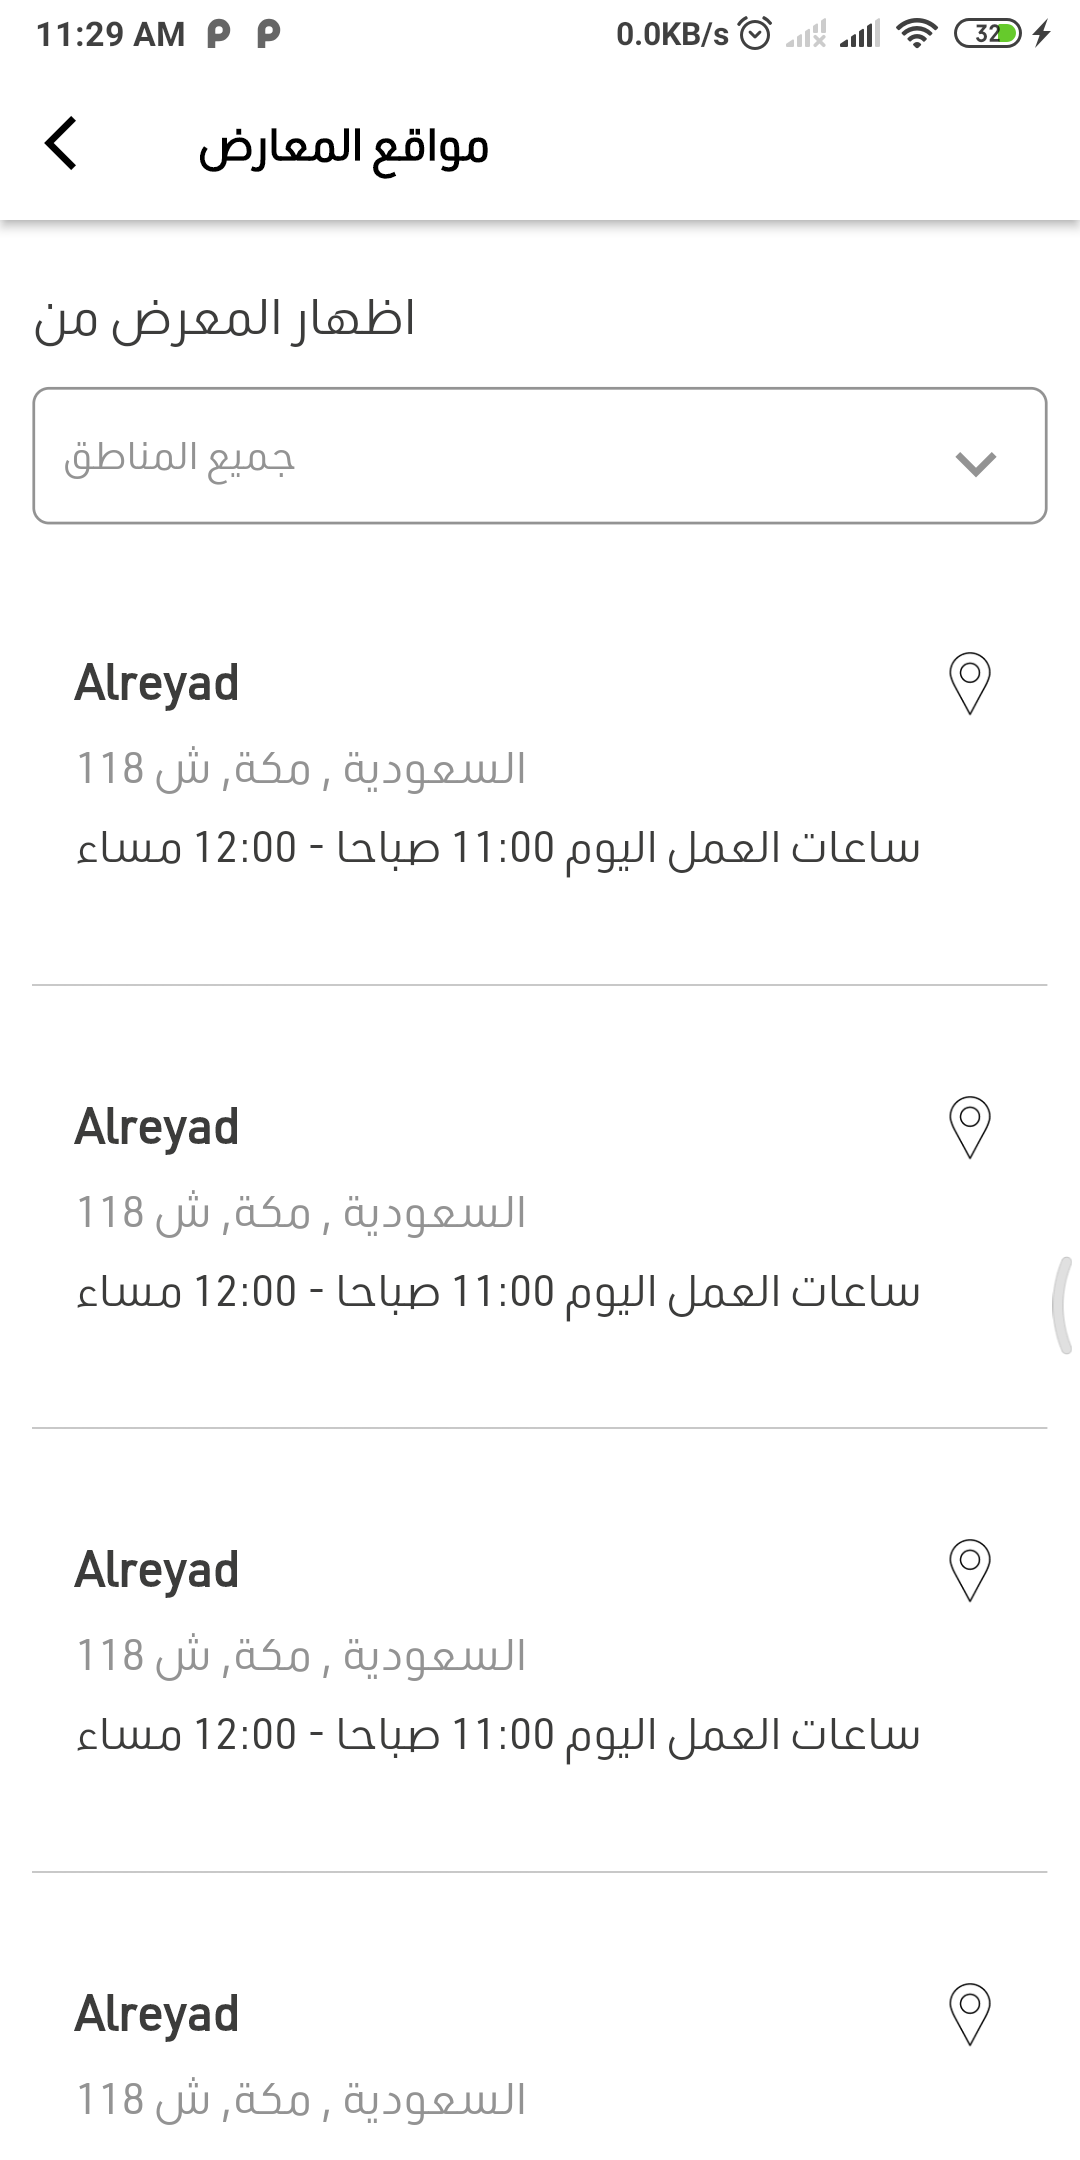 11:29 AM 0.0KB/s 32
مواقع المعارض
اظهار المعرض من
جميع المناطق
Alreyad
السعودية , مكة, ش 118
ساعات العمل اليوم 11:00 صباحا - 12:00 مساء
Alreyad
السعودية , مكة, ش 118
ساعات العمل اليوم 11:00 صباحا - 12:00 مساء
Alreyad
السعودية , مكة, ش 118
ساعات العمل اليوم 11:00 صباحا - 12:00 مساء
Alreyad
السعودية , مكة, ش 118